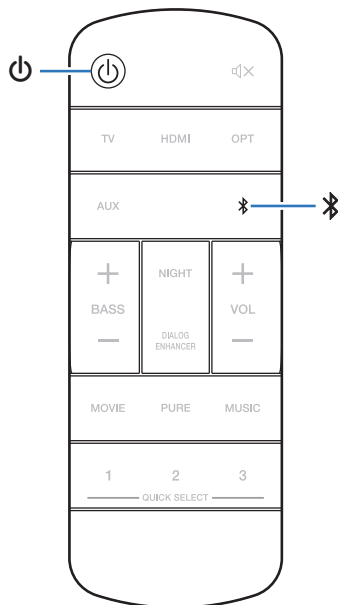 TV HDMI OPT
AUX
+ NIGHT +
BASS VOL
DIALOG
ENHANCER
— —
MOVIE PURE MUSIC
1 2 3
QUICK SELECT